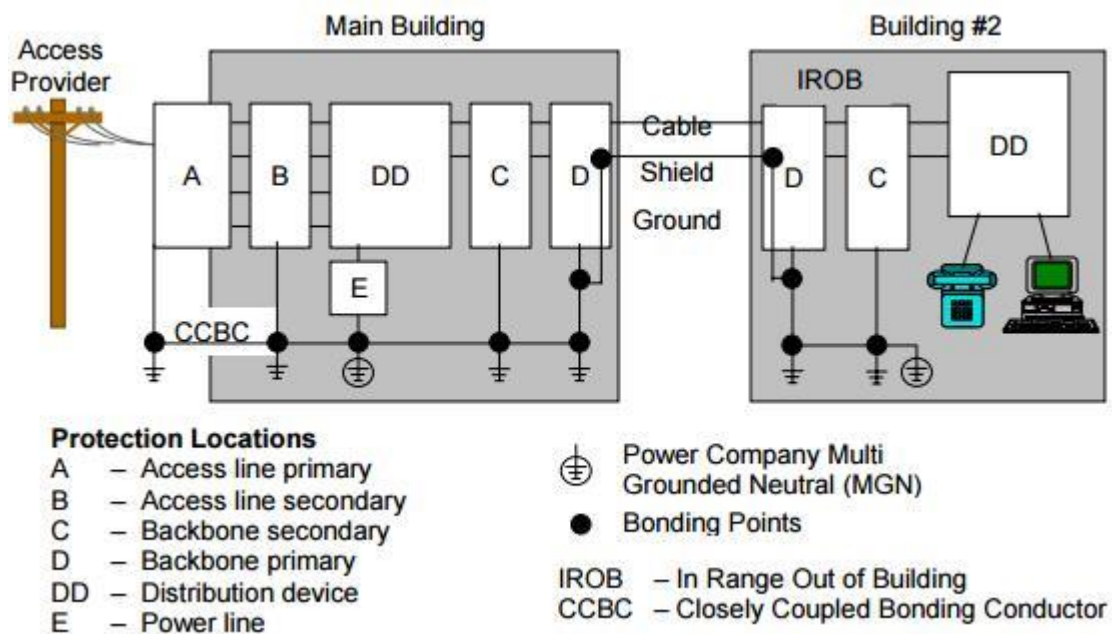 Main Building
Building #2
Access
Provider
IROB
A
B
DD
C
D
Cable
Shield
Ground
D
C
DD
E
CCBC
Protection Locations
A – Access line primary
B – Access line secondary
C – Backbone secondary
D – Backbone primary
DD – Distribution device
E – Power line
Power Company Multi
Grounded Neutral (MGN)
Bonding Points
IROB – In Range Out of Building
CCBC – Closely Coupled Bonding Conductor